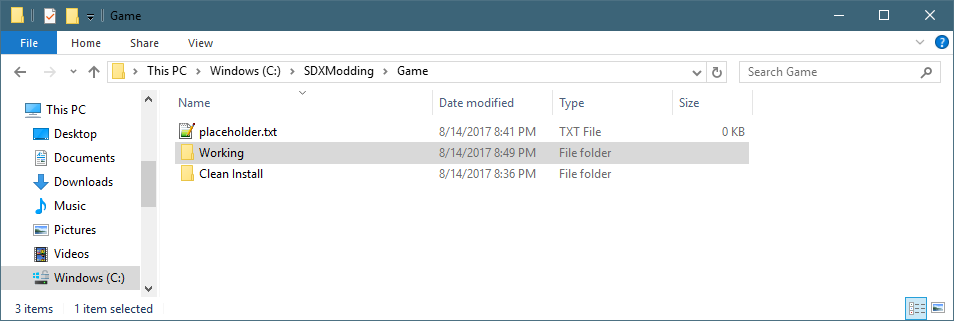 Game
File Home Share View
This PC Windows (C:) SDXModding Game Search Game
Name Date modified Type Size
This PC
Desktop
Documents
Downloads
Music
Pictures
Videos
Windows (C:)
placeholder.txt 8/14/2017 8:41 PM TXT File 0 KB
Working 8/14/2017 8:49 PM File folder
Clean Install 8/14/2017 8:36 PM File folder
3 items 1 item selected